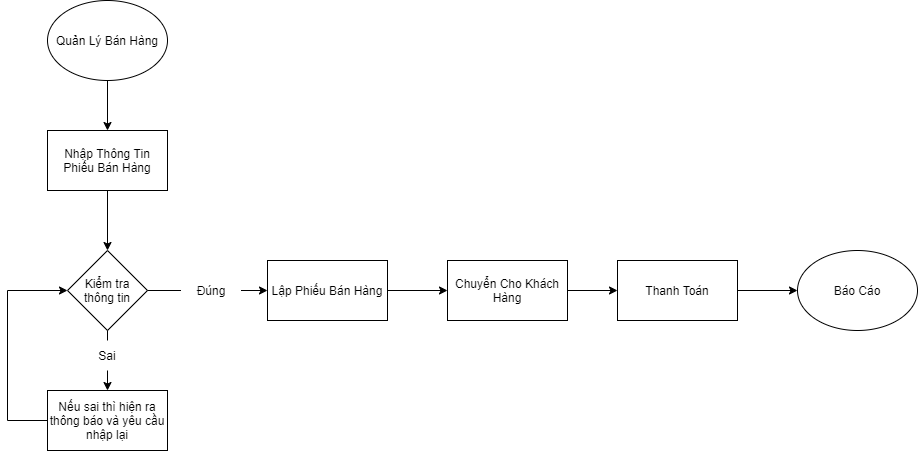 Quản Lý Bán Hàng
Nhập Thông Tin
Phiếu Bán Hàng
Kiểm tra
thông tin
Đúng
Lập Phiếu Bán Hàng
Chuyển Cho Khách
Hàng
Thanh Toán
Báo Cáo
Sai
Nếu sai thì hiện ra
thông báo và yêu cầu
nhập lại